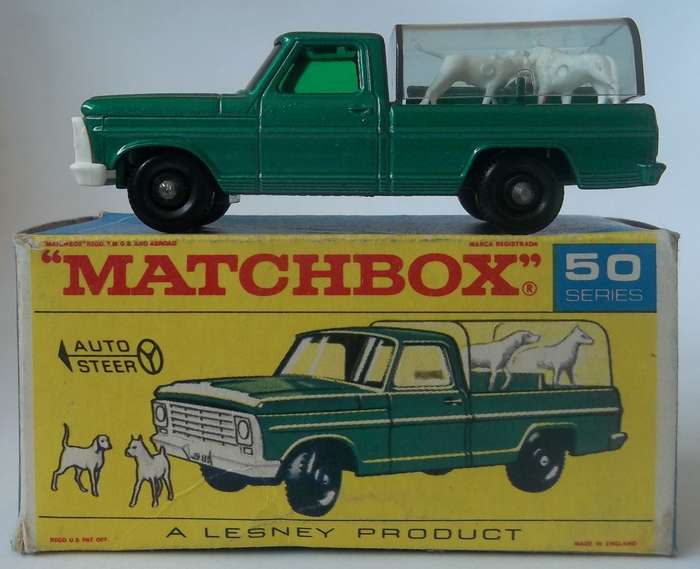 "MATCHBOX" REGD. T.M. G.B. AND ABROAD
MARCA REGISTRADA
"MATCHBOX"®
50
SERIES
AUTO
STEER
A LESNEY PRODUCT
REGD. U.S. PAT. OFF.
MADE IN ENGLAND